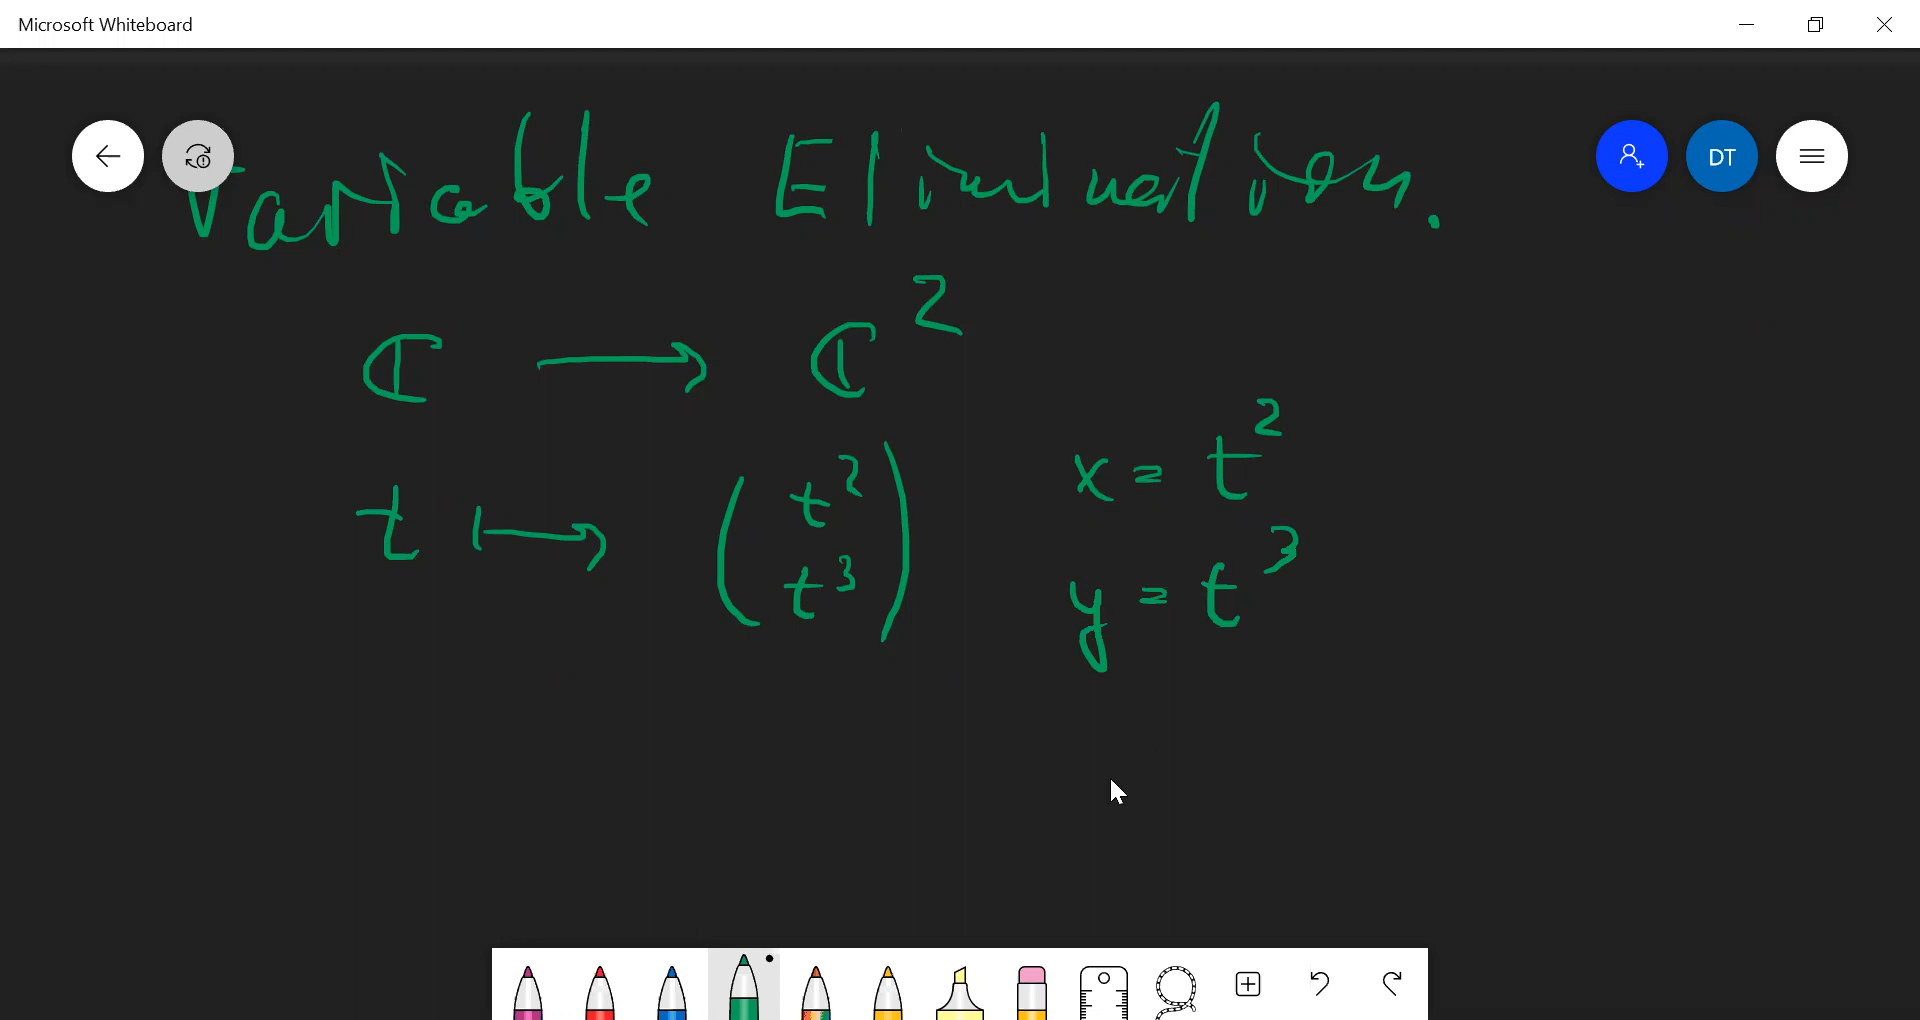 Microsoft Whiteboard
Variable Elimination.
DT
ℂ ⟶ ℂ²
t ⟼ (t² t³)
x = t²
y = t³